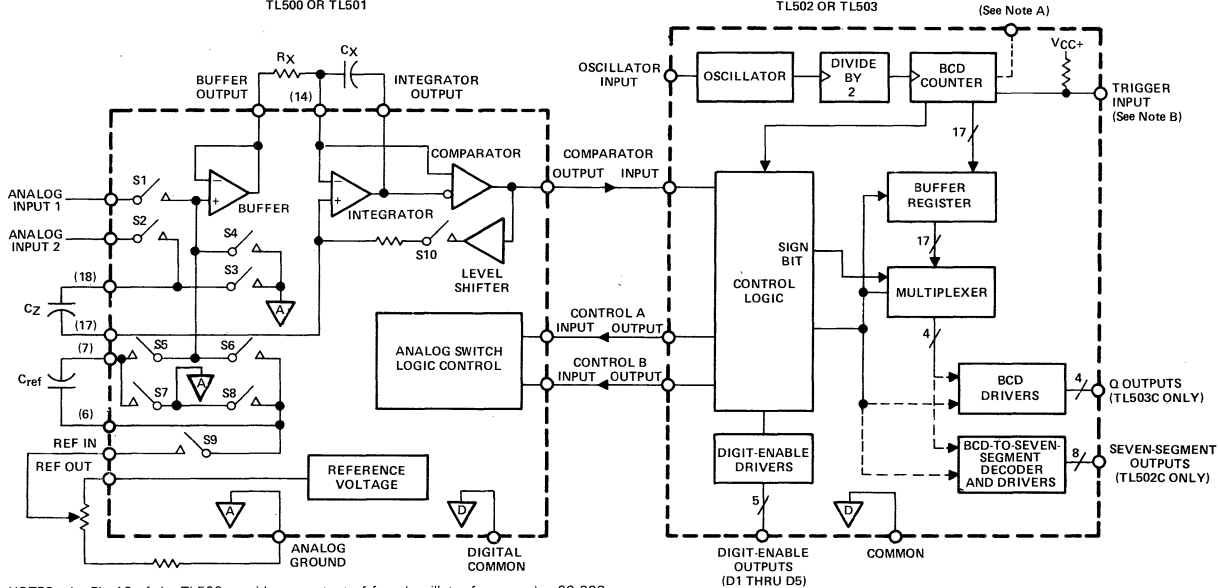 TL500 OR TL501
TL502 OR TL503
(See Note A)
RX
CX
BUFFER
OUTPUT
(14)
INTEGRATOR
OUTPUT
OSCILLATOR
INPUT
OSCILLATOR
DIVIDE
BY
2
BCD
COUNTER
VCC+
TRIGGER
INPUT
(See Note B)
17
ANALOG
INPUT 1
S1
ANALOG
INPUT 2
S2
−
+
BUFFER
−
+
INTEGRATOR
COMPARATOR
COMPARATOR
OUTPUT
INPUT
S4
S3
A
S10
LEVEL
SHIFTER
(18)
CZ
(17)
(7)
Cref
(6)
S5
S6
A
S7
S8
S9
REF IN
REF OUT
ANALOG SWITCH
LOGIC CONTROL
CONTROL A
INPUT
OUTPUT
CONTROL B
INPUT
OUTPUT
REFERENCE
VOLTAGE
A
D
ANALOG
GROUND
DIGITAL
COMMON
CONTROL
LOGIC
SIGN
BIT
BUFFER
REGISTER
17
MULTIPLEXER
4
BCD
DRIVERS
4
Q OUTPUTS
(TL503C ONLY)
BCD-TO-SEVEN-
SEGMENT
DECODER
AND DRIVERS
8
SEVEN-SEGMENT
OUTPUTS
(TL502C ONLY)
DIGIT-ENABLE
DRIVERS
5
D
DIGIT-ENABLE
OUTPUTS
(D1 THRU D5)
COMMON